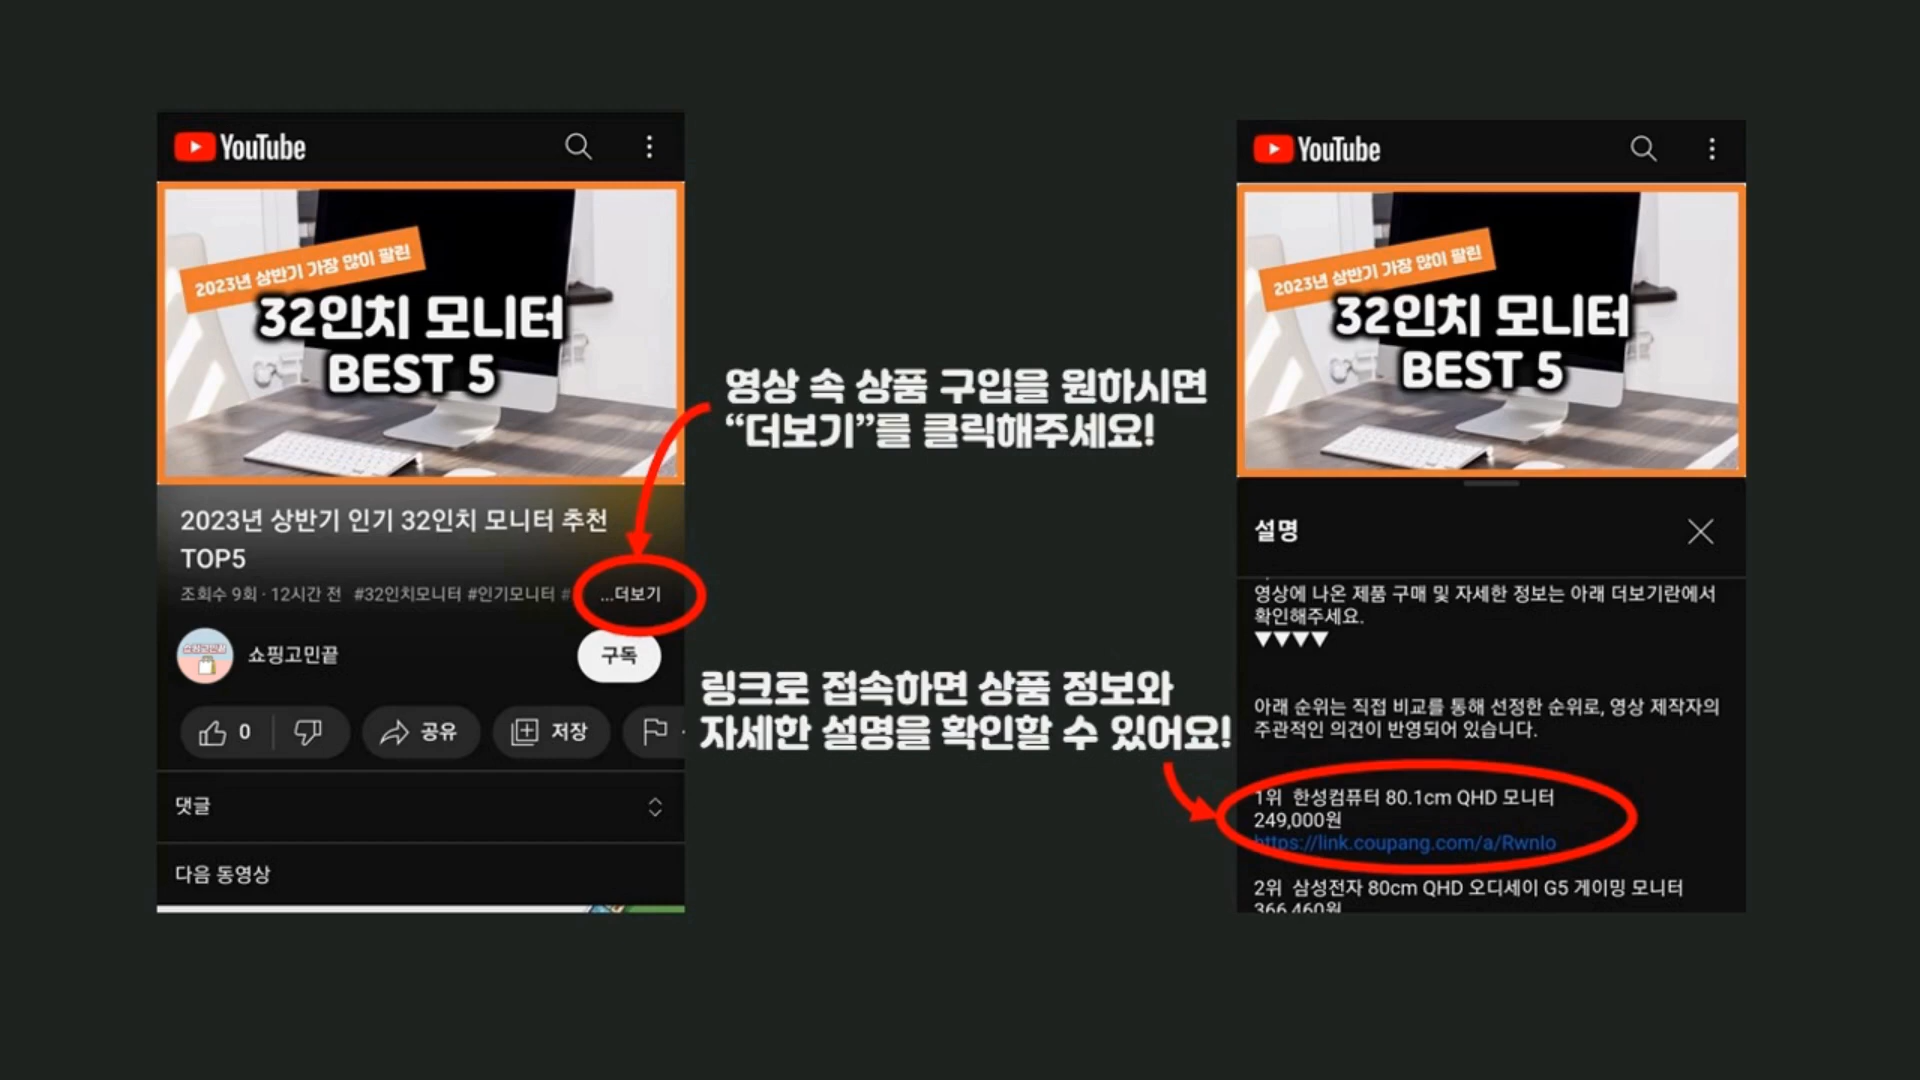 YouTube
2023년 상반기 가장 많이 팔린
32인치 모니터
BEST 5
2023년 상반기 인기 32인치 모니터 추천
TOP5
조회수 9회 · 12시간 전 #32인치모니터 #인기모니터 # ...더보기
쇼핑고민끝
쇼핑고민끝
구독
0
공유
저장
댓글
다음 동영상
영상 속 상품 구입을 원하시면
“더보기”를 클릭해주세요!
링크로 접속하면 상품 정보와
자세한 설명을 확인할 수 있어요!
YouTube
2023년 상반기 가장 많이 팔린
32인치 모니터
BEST 5
설명
영상에 나온 제품 구매 및 자세한 정보는 아래 더보기란에서
확인해주세요.
▼▼▼▼
아래 순위는 직접 비교를 통해 선정한 순위로, 영상 제작자의
주관적인 의견이 반영되어 있습니다.
1위 한성컴퓨터 80.1cm QHD 모니터
249,000원
https://link.coupang.com/a/RwnIo
2위 삼성전자 80cm QHD 오디세이 G5 게이밍 모니터
366,460원